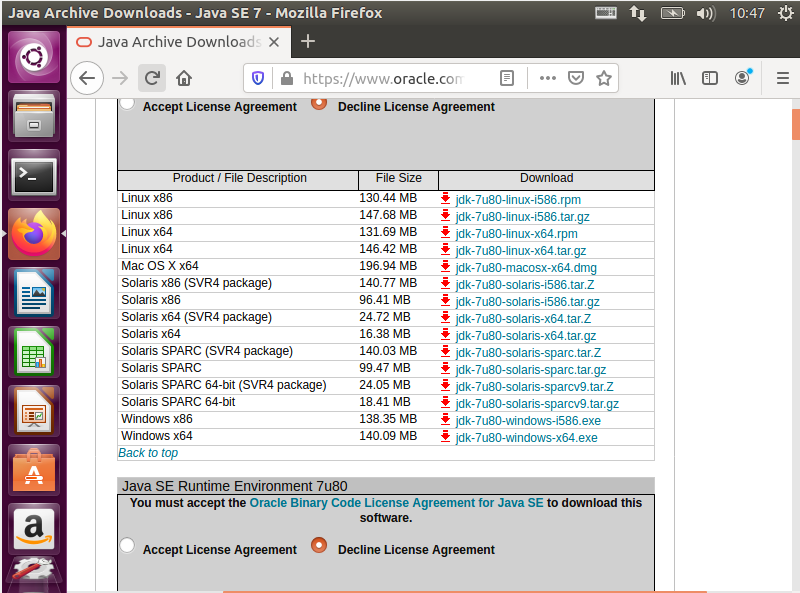 Java Archive Downloads - Java SE 7 - Mozilla Firefox
10:47
Java Archive Downloads
https://www.oracle.com
Accept License Agreement Decline License Agreement
Product / File Description File Size Download
Linux x86 130.44 MB jdk-7u80-linux-i586.rpm
Linux x86 147.68 MB jdk-7u80-linux-i586.tar.gz
Linux x64 131.69 MB jdk-7u80-linux-x64.rpm
Linux x64 146.42 MB jdk-7u80-linux-x64.tar.gz
Mac OS X x64 196.94 MB jdk-7u80-macosx-x64.dmg
Solaris x86 (SVR4 package) 140.77 MB jdk-7u80-solaris-i586.tar.Z
Solaris x86 96.41 MB jdk-7u80-solaris-i586.tar.gz
Solaris x64 (SVR4 package) 24.72 MB jdk-7u80-solaris-x64.tar.Z
Solaris x64 16.38 MB jdk-7u80-solaris-x64.tar.gz
Solaris SPARC (SVR4 package) 140.03 MB jdk-7u80-solaris-sparc.tar.Z
Solaris SPARC 99.47 MB jdk-7u80-solaris-sparc.tar.gz
Solaris SPARC 64-bit (SVR4 package) 24.05 MB jdk-7u80-solaris-sparcv9.tar.Z
Solaris SPARC 64-bit 18.41 MB jdk-7u80-solaris-sparcv9.tar.gz
Windows x86 138.35 MB jdk-7u80-windows-i586.exe
Windows x64 140.09 MB jdk-7u80-windows-x64.exe
Back to top
Java SE Runtime Environment 7u80
You must accept the Oracle Binary Code License Agreement for Java SE to download this
software.
Accept License Agreement Decline License Agreement